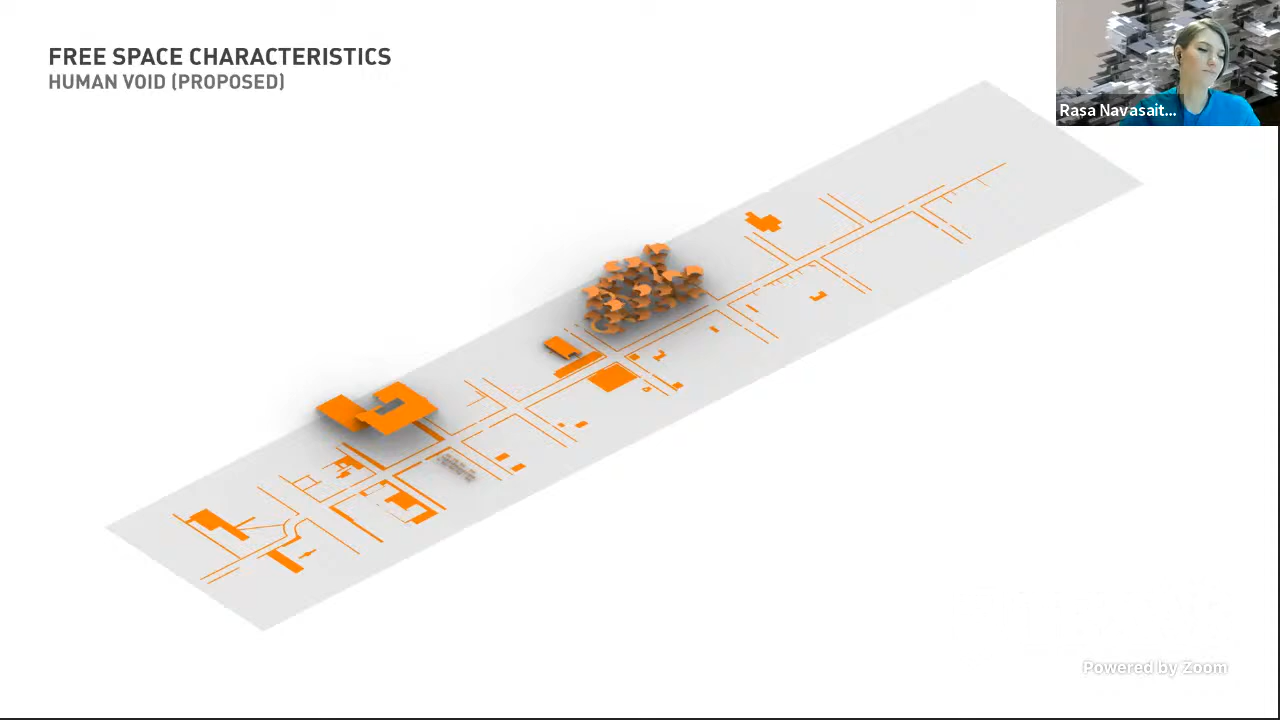 FREE SPACE CHARACTERISTICS
HUMAN VOID (PROPOSED)
Rasa Navasait...
Powered by Zoom